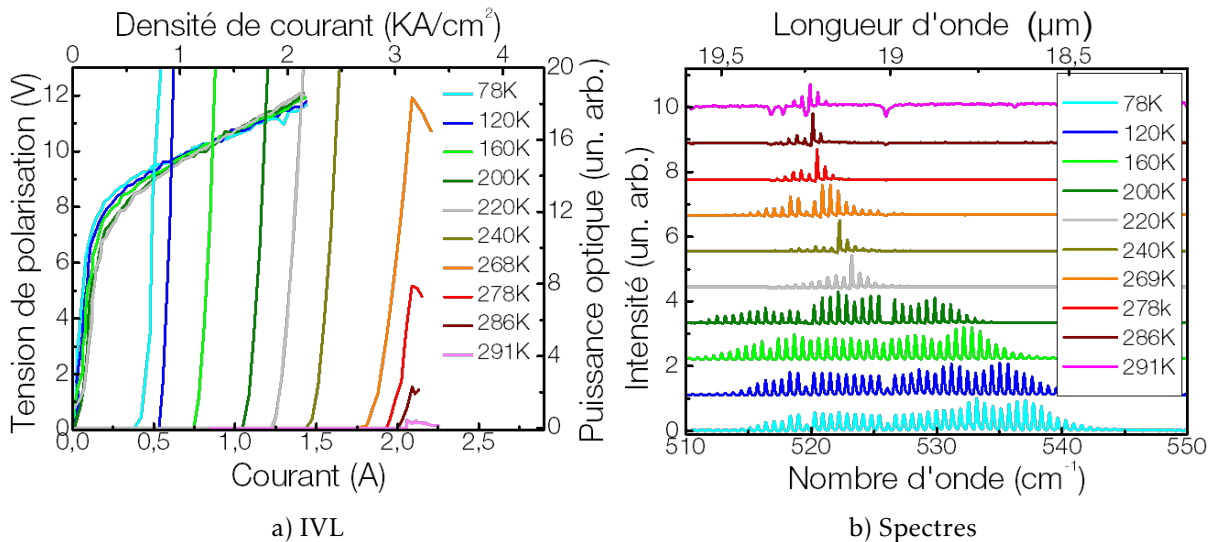 Densité de courant (KA/cm²)
0 1 2 3 4
Tension de polarisation (V)
12
10
8
6
4
2
0
20
16
12
8
4
0
Puissance optique (un. arb.)
78K
120K
160K
200K
220K
240K
268K
278K
286K
291K
0,0 0,5 1,0 1,5 2,0 2,5
Courant (A)
a) IVL
Longueur d'onde (µm)
19,5 19 18,5
Intensité (un. arb.)
10
8
6
4
2
0
78K
120K
160K
200K
220K
240K
269K
278k
286K
291K
510 520 530 540 550
Nombre d'onde (cm⁻¹)
b) Spectres